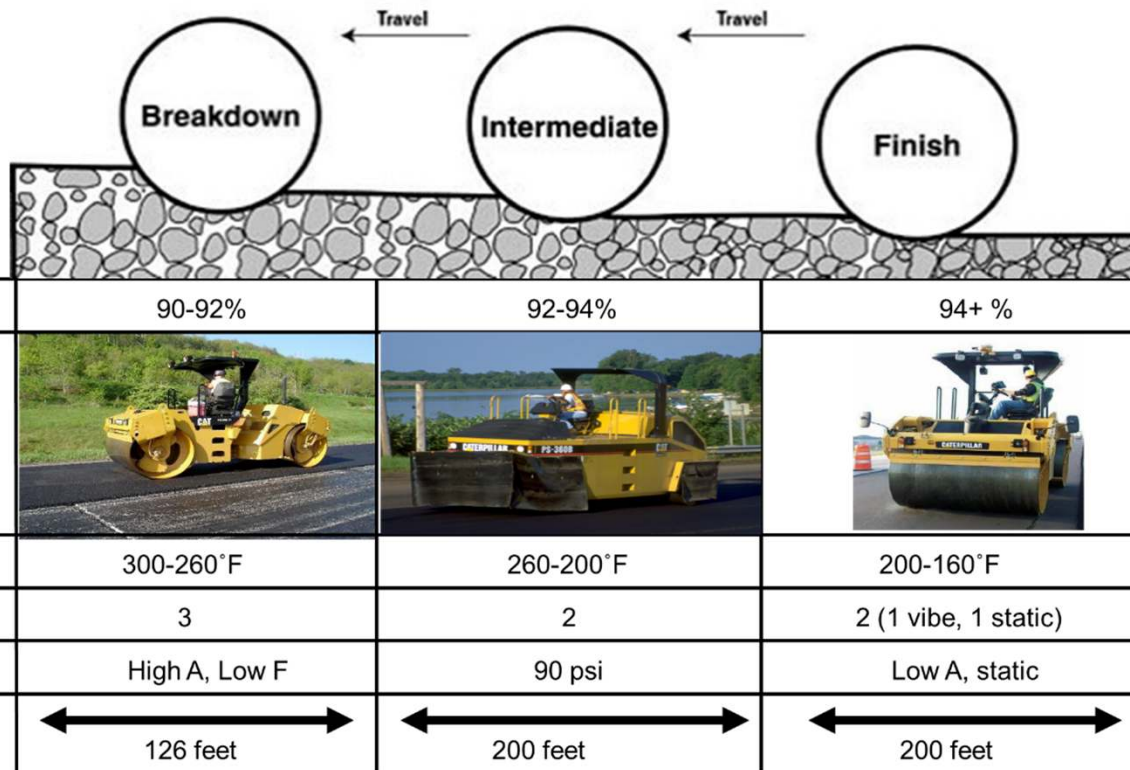 Travel
Travel
Breakdown
Intermediate
Finish
90-92%
92-94%
94+ %
CAT
CATERPILLAR
PS-360B
CAT
CATERPILLAR
300-260˚F
260-200˚F
200-160˚F
3
2
2 (1 vibe, 1 static)
High A, Low F
90 psi
Low A, static
126 feet
200 feet
200 feet